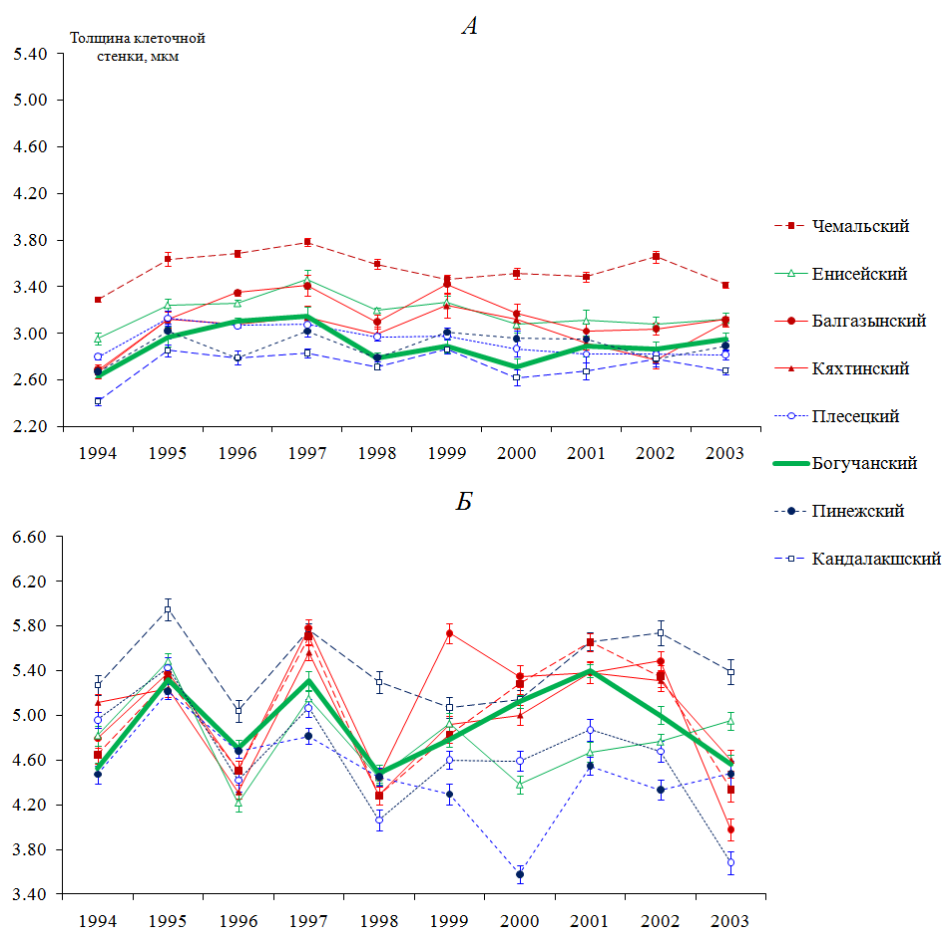 А
Толщина клеточной
стенки, мкм
5.40
5.00
4.60
4.20
3.80
3.40
3.00
2.60
2.20
1994 1995 1996 1997 1998 1999 2000 2001 2002 2003
Чемальский
Енисейский
Балгазынский
Кяхтинский
Плесецкий
Богучанский
Пинежский
Кандалакшский
Б
6.60
6.20
5.80
5.40
5.00
4.60
4.20
3.80
3.40
1994 1995 1996 1997 1998 1999 2000 2001 2002 2003